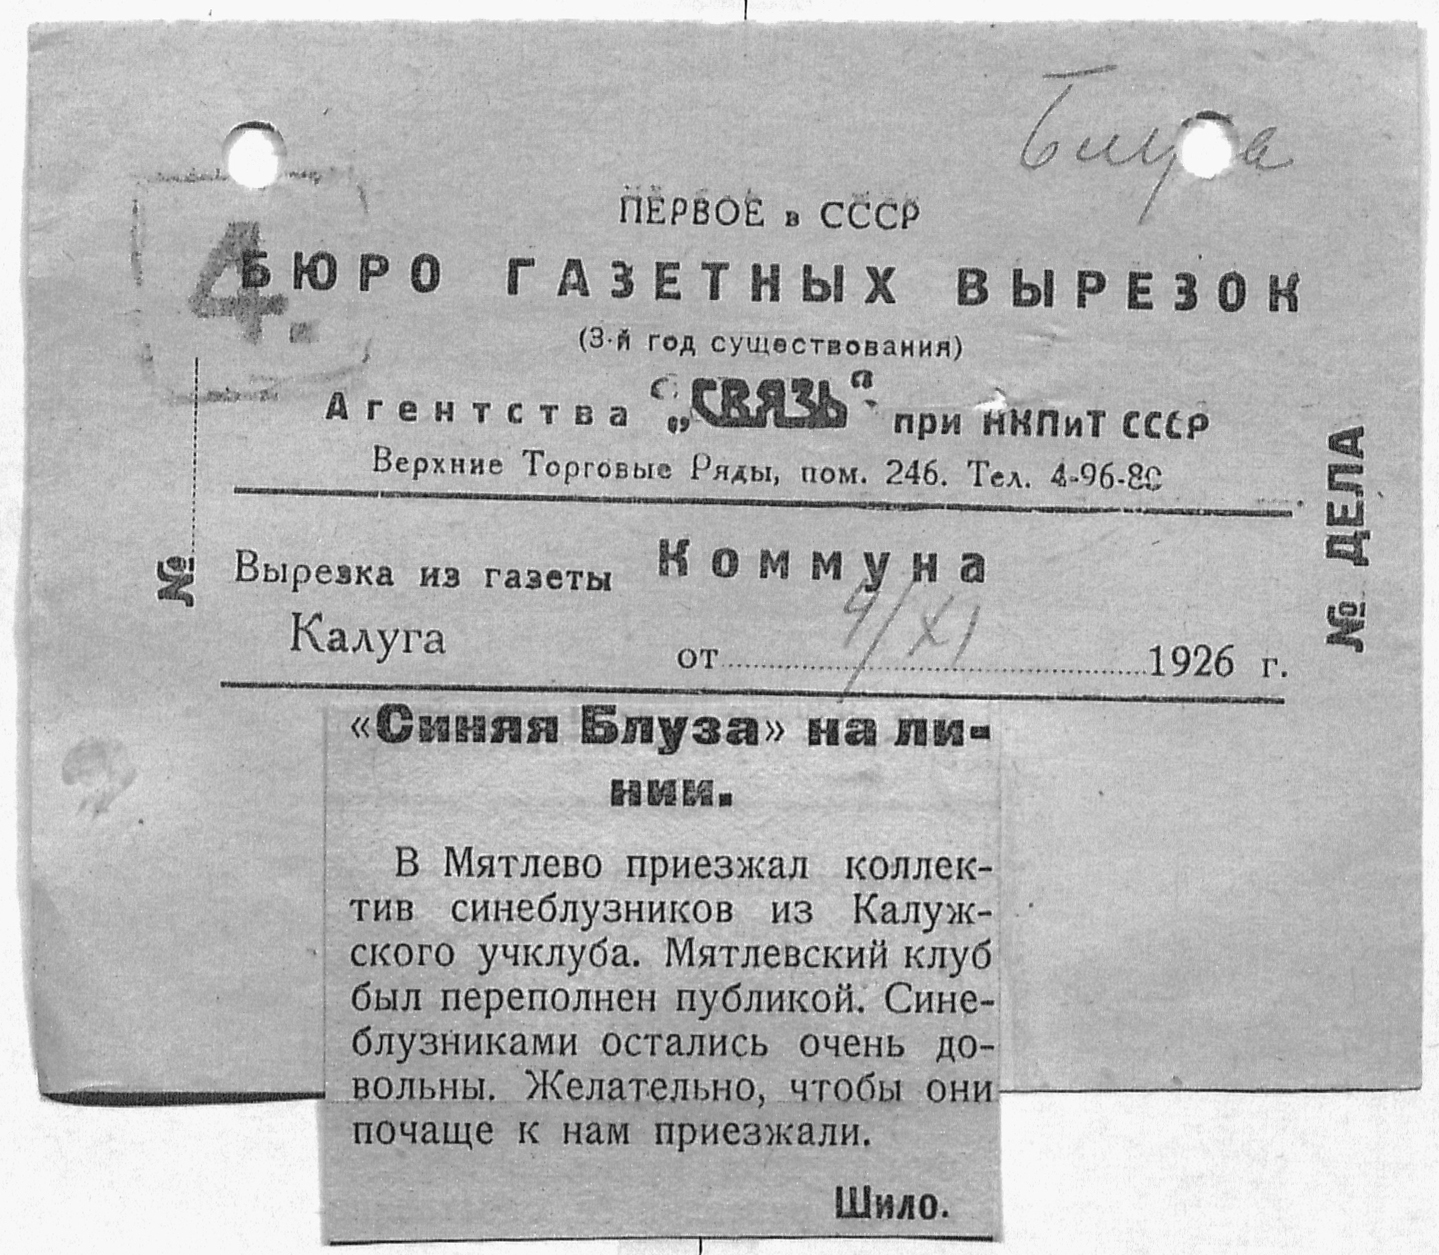 ПЕРВОЕ в СССР
4.
БЮРО ГАЗЕТНЫХ ВЫРЕЗОК
(3-й год существования)
Агентства „СВЯЗЬ“ при НКПиТ СССР
Верхние Торговые Ряды, пом. 246. Тел. 4-96-80
№
№ ДЕЛА
Вырезка из газеты Коммуна
Калуга от 4/XI 1926 г.
«Синяя Блуза» на ли-
нии.
В Мятлево приезжал коллек-
тив синеблузников из Калуж-
ского учклуба. Мятлевский клуб
был переполнен публикой. Сине-
блузниками остались очень до-
вольны. Желательно, чтобы они
почаще к нам приезжали.
Шило.